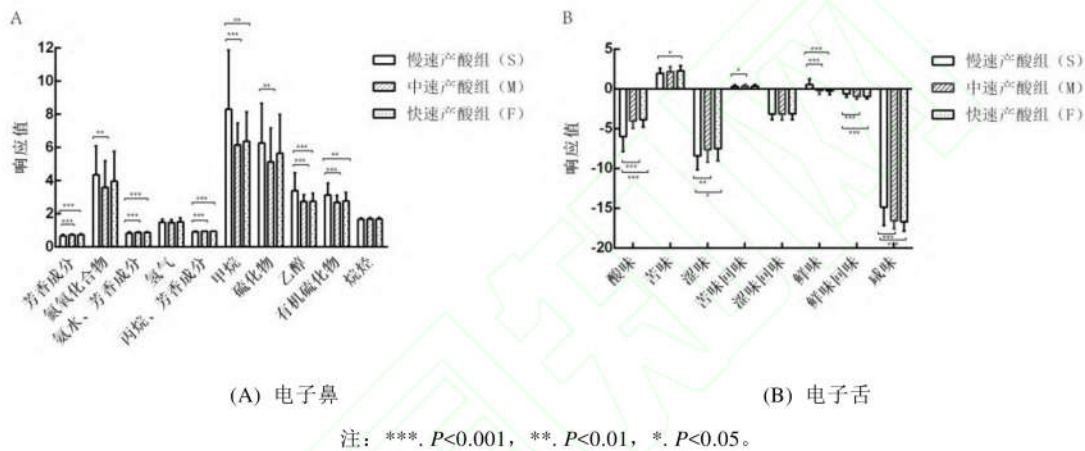 A
**
***
12
10
8
6
4
2
0
响应值
***
***
**
***
***
***
***
**
***
***
**
***
芳香成分
氮氧化合物
氨水、芳香成分
氢气
丙烷、芳香成分
甲烷
硫化物
乙醇
有机硫化物
烷烃
慢速产酸组（S）
中速产酸组（M）
快速产酸组（F）
B
5
0
-5
-10
-15
-20
响应值
*
*
***
***
***
***
**
*
***
***
***
***
酸味
苦味
涩味
苦味回味
涩味回味
鲜味
鲜味回味
咸味
慢速产酸组（S）
中速产酸组（M）
快速产酸组（F）
(A) 电子鼻
(B) 电子舌
注：***. P<0.001，**. P<0.01，*. P<0.05。